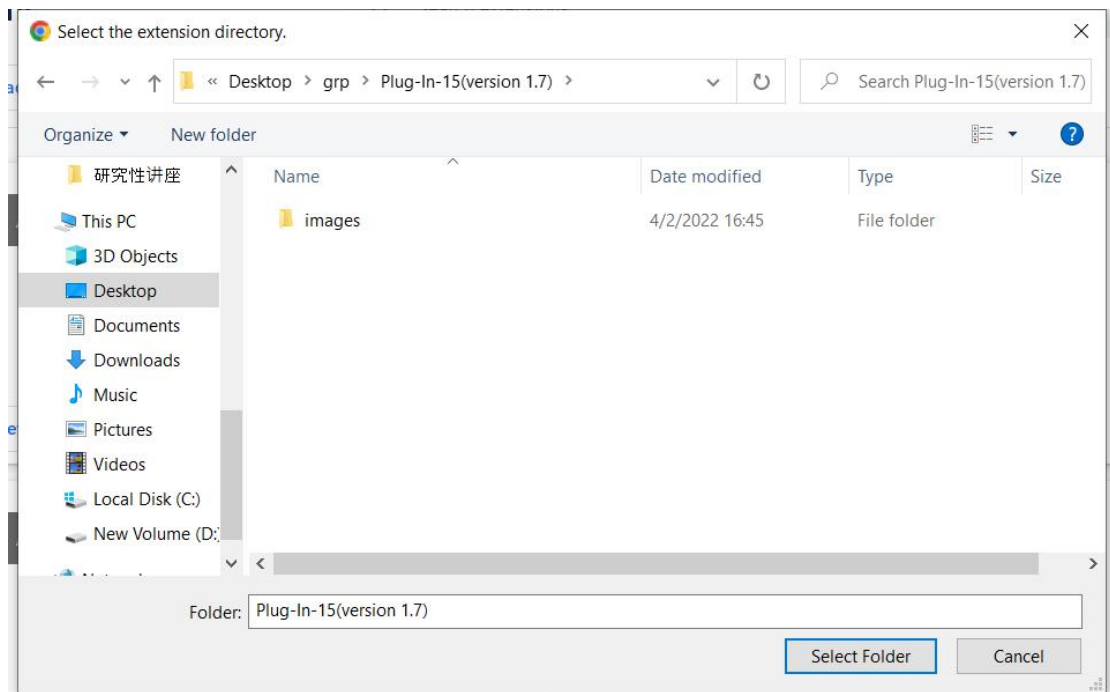 Select the extension directory.
« Desktop > grp > Plug-In-15(version 1.7) >
Search Plug-In-15(version 1.7)
Organize
New folder
研究性讲座
Name
Date modified
Type
Size
This PC
images
4/2/2022 16:45
File folder
3D Objects
Desktop
Documents
Downloads
Music
Pictures
Videos
Local Disk (C:)
New Volume (D:
Folder:
Plug-In-15(version 1.7)
Select Folder
Cancel